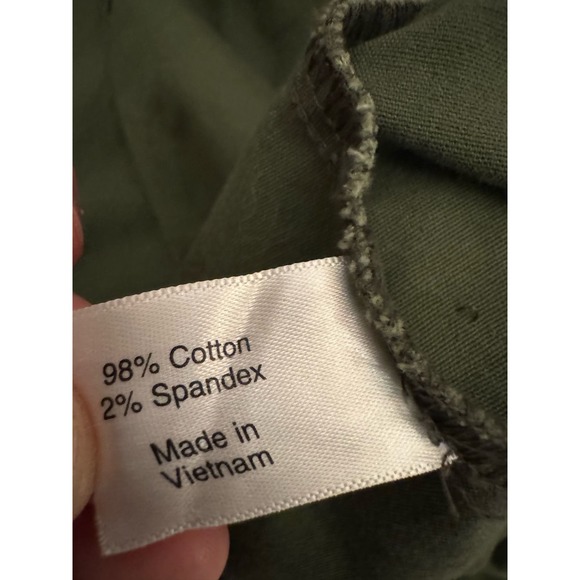 98% Cotton
2% Spandex
Made in
Vietnam